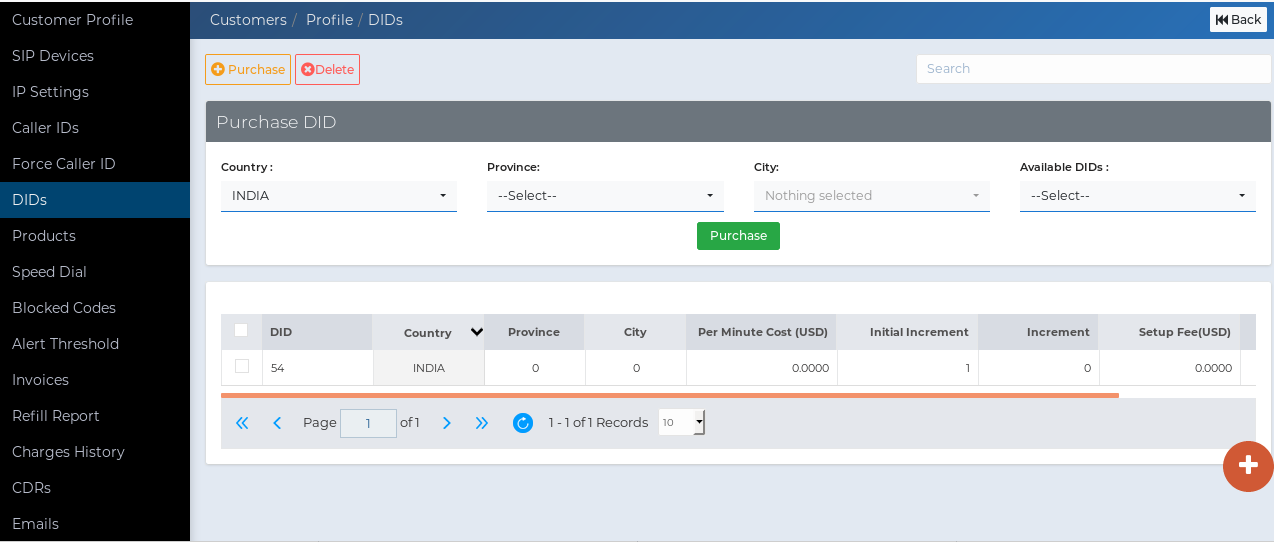 Customer Profile
SIP Devices
IP Settings
Caller IDs
Force Caller ID
DIDs
Products
Speed Dial
Blocked Codes
Alert Threshold
Invoices
Refill Report
Charges History
CDRs
Emails
Customers / Profile / DIDs
Back
Purchase Delete
Search
Purchase DID
Country : Province: City: Available DIDs :
INDIA --Select-- Nothing selected --Select--
Purchase
DID Country Province City Per Minute Cost (USD) Initial Increment Increment Setup Fee(USD)
54 INDIA 0 0 0.0000 1 0 0.0000
Page 1 of 1 1 - 1 of 1 Records 10